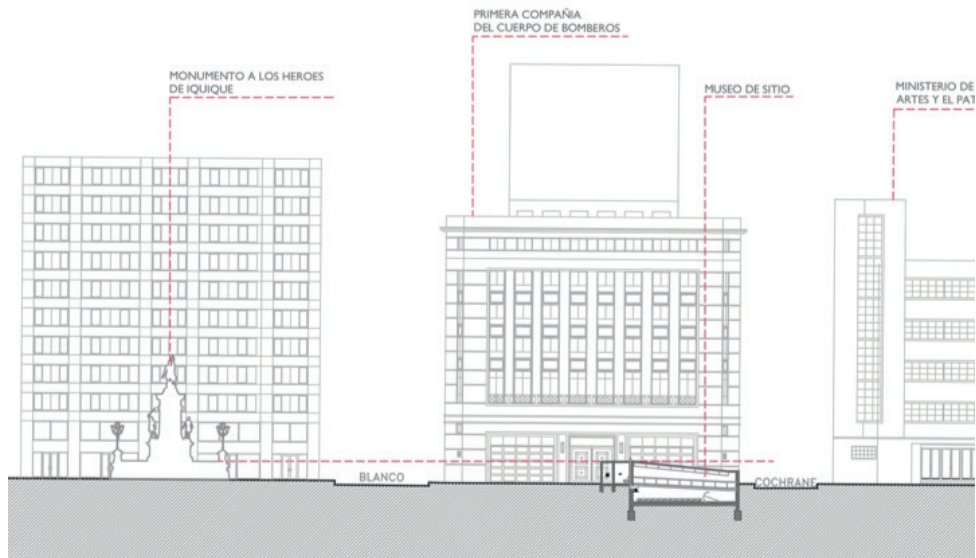 PRIMERA COMPAÑIA
DEL CUERPO DE BOMBEROS
MONUMENTO A LOS HEROES
DE IQUIQUE
MUSEO DE SITIO
MINISTERIO DE
ARTES Y EL PAT
BLANCO
COCHRANE